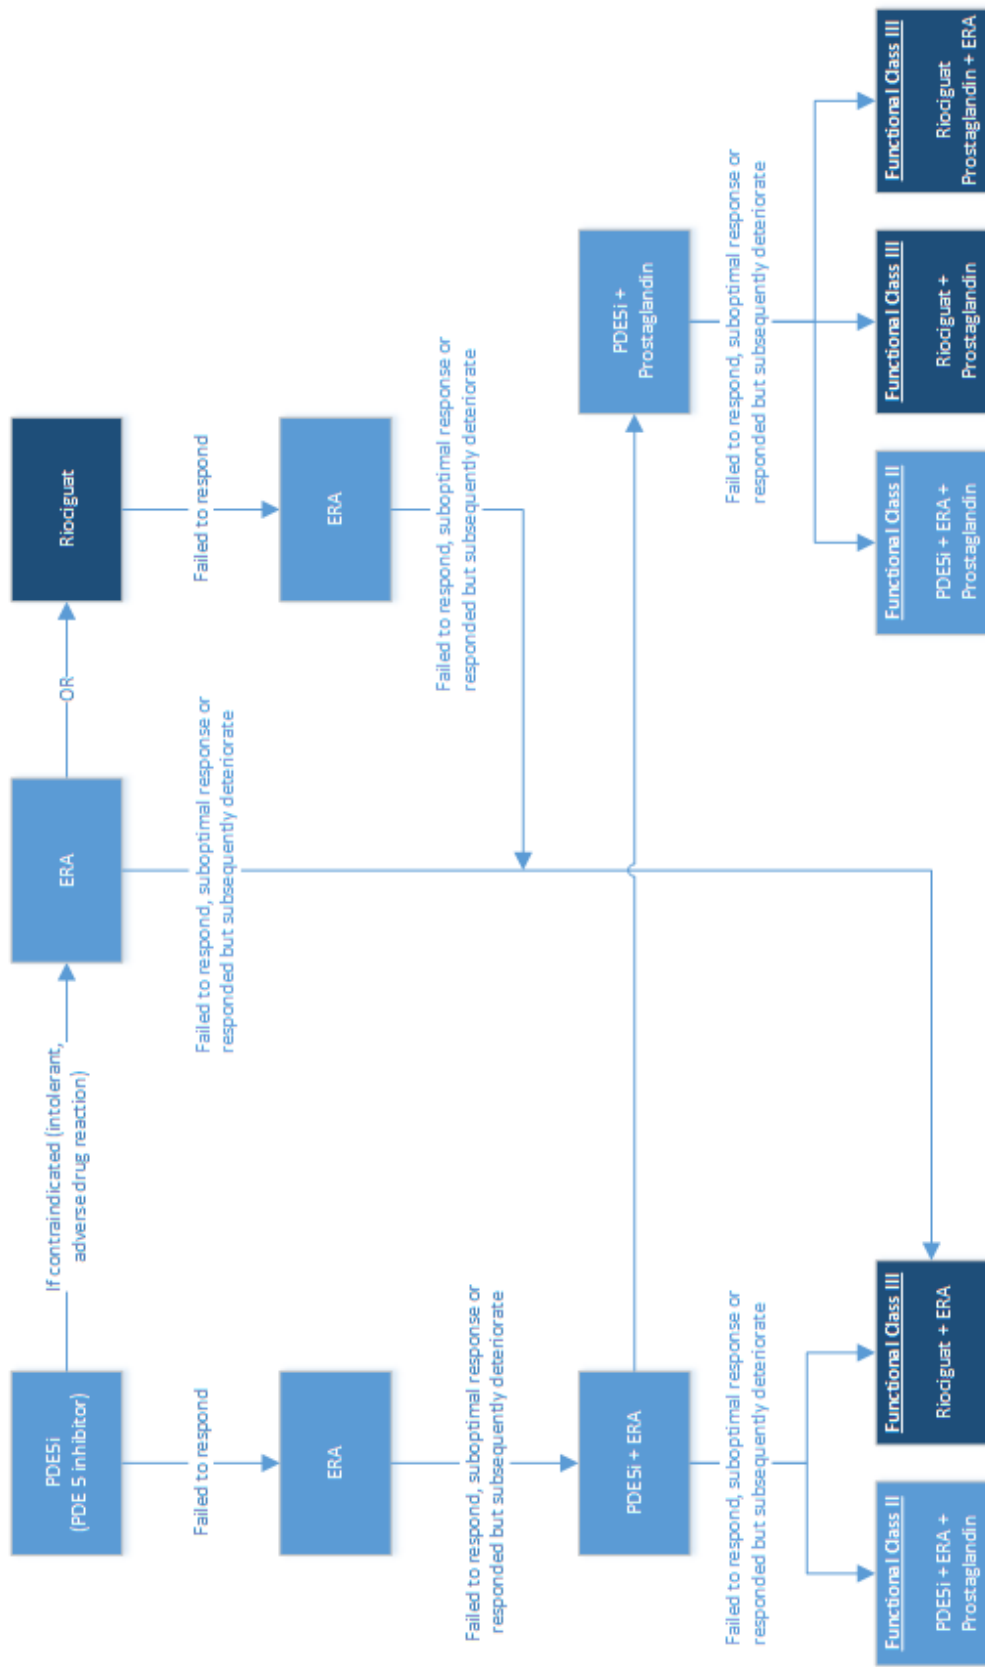 PDE5i
(PDE 5 inhibitor)
If contraindicated (intolerant,
adverse drug reaction)
ERA
OR
Riociguat
Failed to respond
Failed to respond, suboptimal response or
responded but subsequently deteriorate
Failed to respond
ERA
ERA
Failed to respond, suboptimal response or
responded but subsequently deteriorate
Failed to respond, suboptimal response or
responded but subsequently deteriorate
PDE5i + ERA
PDE5i +
Prostaglandin
Failed to respond, suboptimal response or
responded but subsequently deteriorate
Failed to respond, suboptimal response or
responded but subsequently deteriorate
Functional Class II
PDE5i + ERA +
Prostaglandin
Functional Class III
Riociguat + ERA
Functional Class II
PDE5i + ERA +
Prostaglandin
Functional Class III
Riociguat +
Prostaglandin
Functional Class III
Riociguat
Prostaglandin + ERA